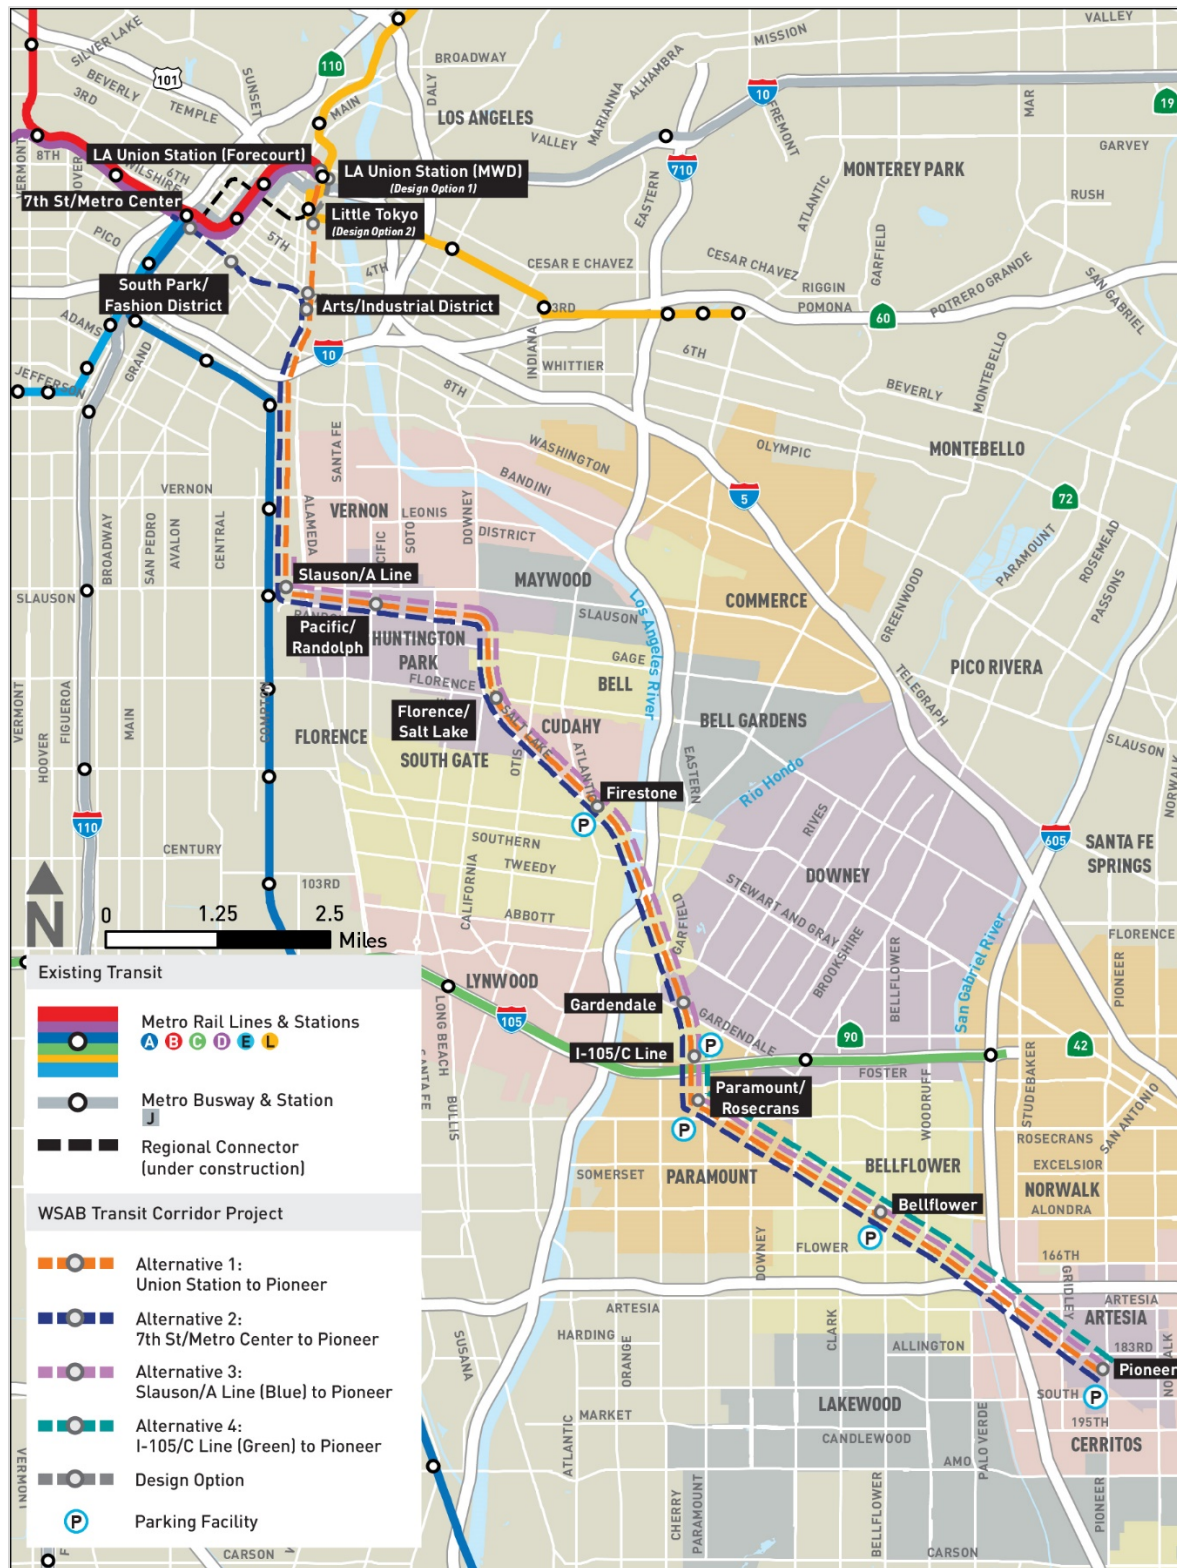 SILVER LAKE
BEVERLY
3RD
TEMPLE
SUNSET
101
110
MAIN
DALY
BROADWAY
LOS ANGELES
MARIANNA
ALHAMBRA
MISSION
VALLEY
VALLEY
10
FREMONT
MAR
19
GARVEY
MONTEREY PARK
RUSH
710
EASTERN
ATLANTIC
GARFIELD
VERMONT
8TH
WILSHIRE
6TH
LA Union Station (Forecourt)
LA Union Station (MWD)
(Design Option 1)
7th St/Metro Center
Little Tokyo
(Design Option 2)
PICO
5TH
4TH
CESAR E CHAVEZ
CESAR CHAVEZ
RIGGIN
POMONA
POTRERO GRANDE
SAN GABRIEL
3RD
60
South Park/
Fashion District
Arts/Industrial District
ADAMS
GRAND
JEFFERSON
10
INDIANA
WHITTIER
8TH
6TH
BEVERLY
MONTEBELLO
MONTEBELLO
OLYMPIC
WASHINGTON
BANDINI
SANTA FE
VERNON
VERNON
LEONIS
DISTRICT
DOWNEY
SOTO
ALAMEDA
5
72
PARAMOUNT
ROSEMEAD
PASSONS
BROADWAY
SAN PEDRO
AVALON
CENTRAL
SLAUSON
Slauson/A Line
MAYWOOD
COMMERCE
GREENWOOD
SLAUSON
Los Angeles River
Pacific/
Randolph
HUNTINGTON
PARK
GAGE
BELL
PICO RIVERA
TELEGRAPH
VERMONT
HOOVER
FIGUEROA
MAIN
COMPTON
FLORENCE
FLORENCE
Florence/
Salt Lake
SALT LAKE
CUDAHY
BELL GARDENS
SOUTH GATE
OTIS
ATLANTIC
EASTERN
Rio Hondo
SLAUSON
NORWALK
Firestone
P
110
RIVES
605
SANTA FE
SPRINGS
CENTURY
103RD
SOUTHERN
TWEEDY
CALIFORNIA
ABBOTT
DOWNEY
STEWART AND GRAY
BROOKSHIRE
BELLFLOWER
GARFIELD
San Gabriel River
FLORENCE
PIONEER
N
0
1.25
2.5
Miles
LYNWOOD
105
Gardendale
GARDENDALE
I-105/C Line
P
90
FOSTER
42
STUDEBAKER
SAN ANTONIO
Paramount/
Rosecrans
P
WOODRUFF
ROSECRANS
EXCELSIOR
NORWALK
ALONDRA
LONG BEACH
SANTA FE
BULLIS
SOMERSET
PARAMOUNT
BELLFLOWER
Bellflower
P
DOWNEY
FLOWER
166TH
GRIDLEY
ARTESIA
ARTESIA
ARTESIA
183RD
HARDING
ORANGE
CLARK
ALLINGTON
SUSANA
Pioneer
SOUTH
P
195TH
CERRITOS
LAKEWOOD
CANDLEWOOD
MARKET
ATLANTIC
PALO VERDE
AMO
CHERRY
PARAMOUNT
BELLFLOWER
PIONEER
CARSON
CARSON
VERMONT
Existing Transit
Metro Rail Lines & Stations
A B C D E L
Metro Busway & Station
J
Regional Connector
(under construction)
WSAB Transit Corridor Project
Alternative 1:
Union Station to Pioneer
Alternative 2:
7th St/Metro Center to Pioneer
Alternative 3:
Slauson/A Line (Blue) to Pioneer
Alternative 4:
I-105/C Line (Green) to Pioneer
Design Option
P
Parking Facility